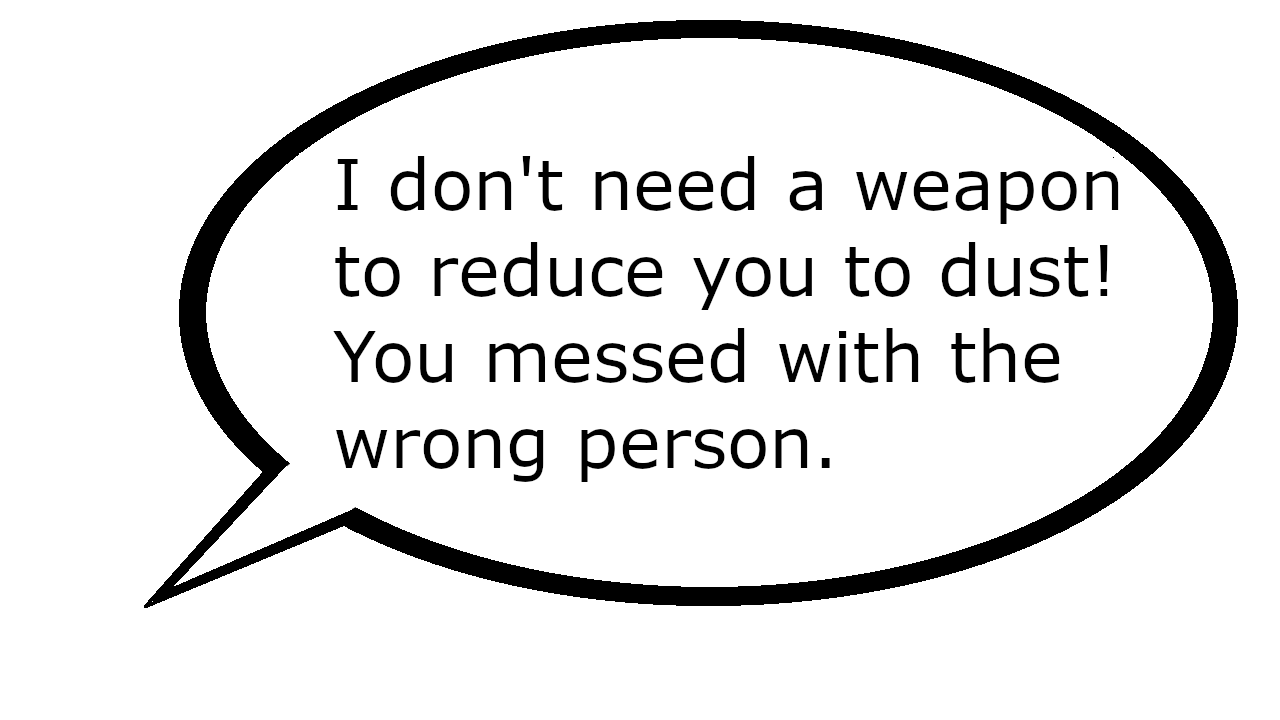 I don't need a weapon
to reduce you to dust!
You messed with the
wrong person.